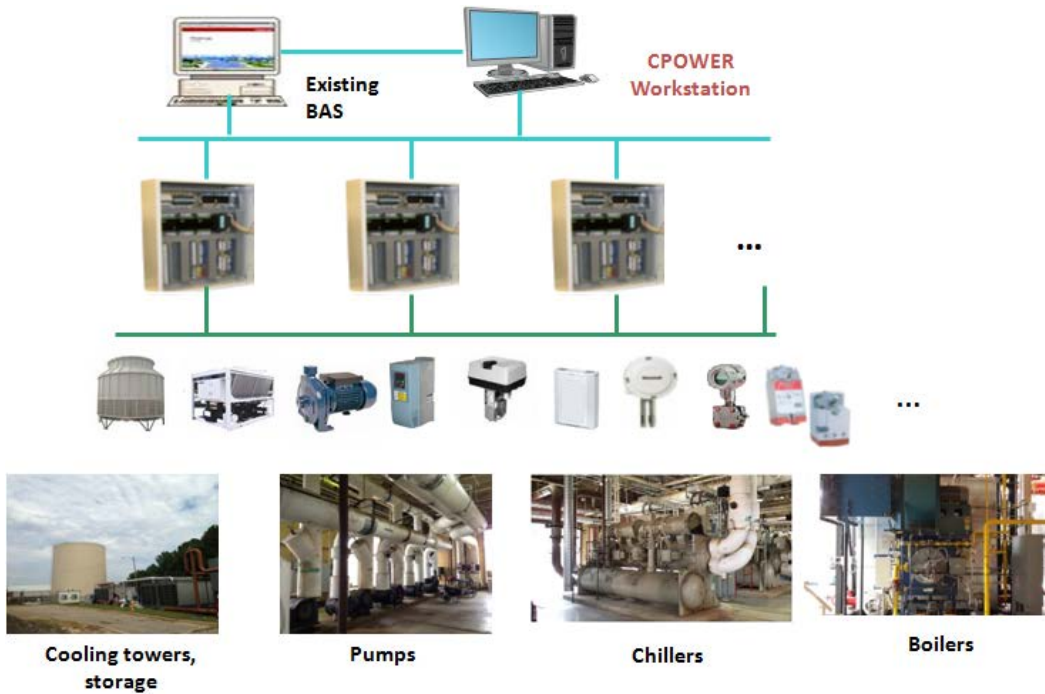 Existing
BAS
CPOWER
Workstation
...
...
Cooling towers,
storage
Pumps
Chillers
Boilers